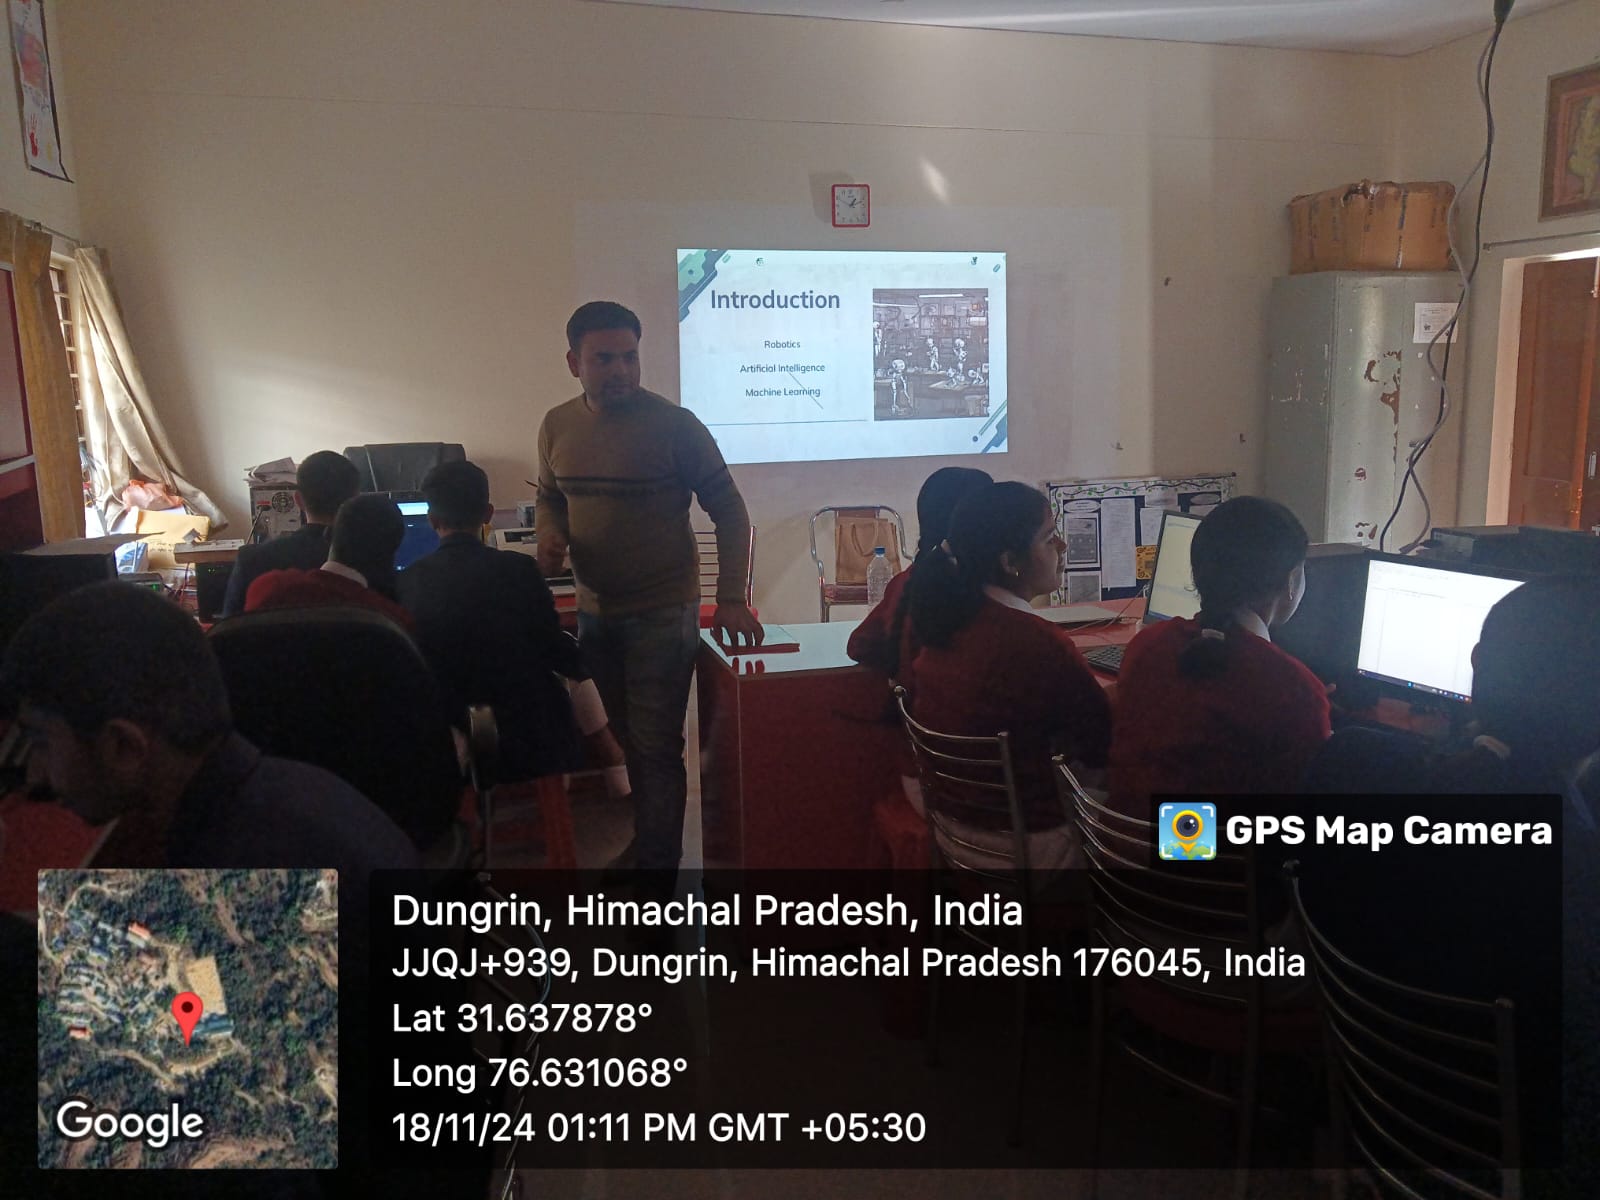 Introduction
Robotics
Artificial Intelligence
Machine Learning
GPS Map Camera
Dungrin, Himachal Pradesh, India
JJQJ+939, Dungrin, Himachal Pradesh 176045, India
Lat 31.637878°
Long 76.631068°
18/11/24 01:11 PM GMT +05:30
Google